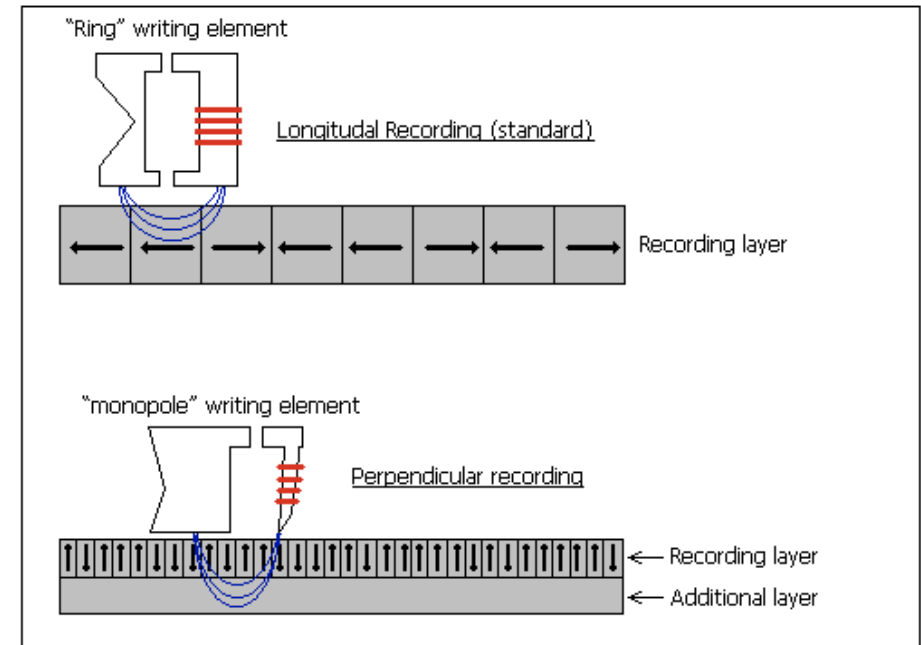 “Ring” writing element
Longitudal Recording (standard)
Recording layer
“monopole” writing element
Perpendicular recording
Recording layer
Additional layer